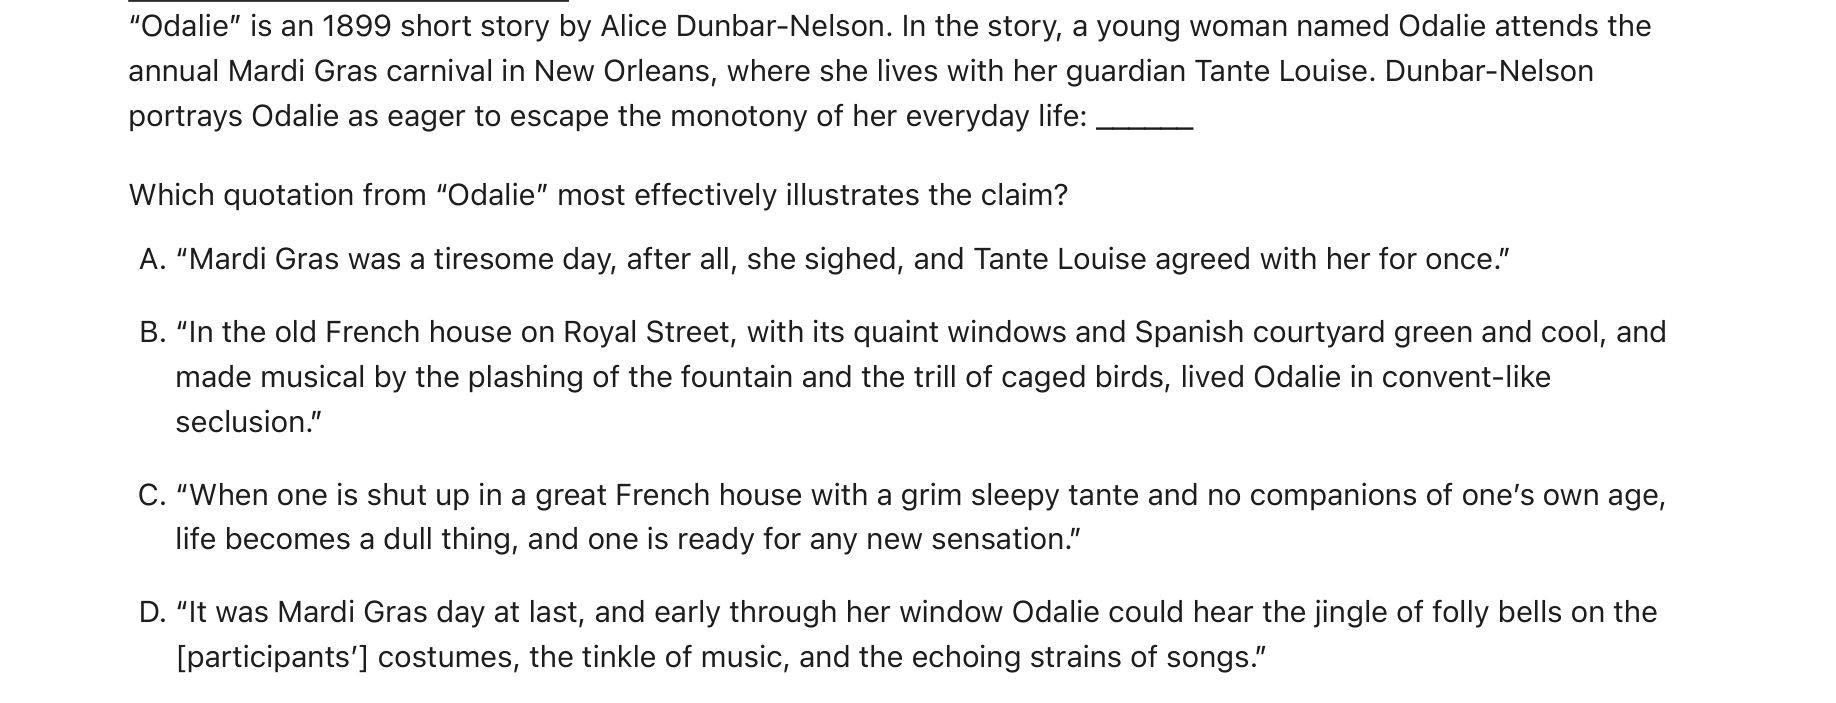 “Odalie” is an 1899 short story by Alice Dunbar-Nelson. In the story, a young woman named Odalie attends the
annual Mardi Gras carnival in New Orleans, where she lives with her guardian Tante Louise. Dunbar-Nelson
portrays Odalie as eager to escape the monotony of her everyday life: ______
Which quotation from “Odalie” most effectively illustrates the claim?
A. “Mardi Gras was a tiresome day, after all, she sighed, and Tante Louise agreed with her for once.”
B. “In the old French house on Royal Street, with its quaint windows and Spanish courtyard green and cool, and
made musical by the plashing of the fountain and the trill of caged birds, lived Odalie in convent-like
seclusion.”
C. “When one is shut up in a great French house with a grim sleepy tante and no companions of one’s own age,
life becomes a dull thing, and one is ready for any new sensation.”
D. “It was Mardi Gras day at last, and early through her window Odalie could hear the jingle of folly bells on the
[participants’] costumes, the tinkle of music, and the echoing strains of songs.”